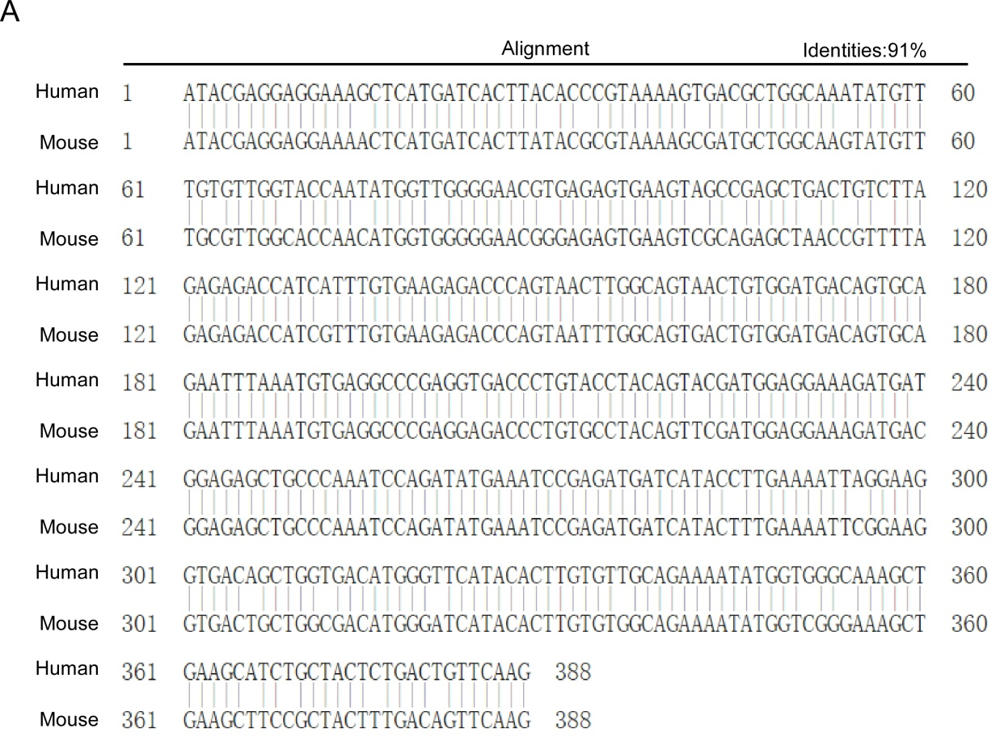 A
Alignment Identities:91%
Human 1 ATACGAGGAGGAAAGCTCATGATCACTTACACCCGTAAAAGTGACGCTGGCAAATATGTT 60
Mouse 1 ATACGAGGAGGAAAACTCATGATCACTTATACGCGTAAAAGCGATGCTGGCAAGTATGTT 60
Human 61 TGTGTTGGTACCAATATGGTTGGGGAACGTGAGAGTGAAGTAGCCGAGCTGACTGTCTTA 120
Mouse 61 TGCGTTGGCACCAACATGGTGGGGGAACGGGAGAGTGAAGTCGCAGAGCTAACCGTTTTA 120
Human 121 GAGAGACCATCATTTGTGAAGAGACCCAGTAACTTGGCAGTAACTGTGGATGACAGTGCA 180
Mouse 121 GAGAGACCATCGTTTGTGAAGAGACCCAGTAATTTGGCAGTGACTGTGGATGACAGTGCA 180
Human 181 GAATTTAAATGTGAGGCCCGAGGTGACCCTGTACCTACAGTACGATGGAGGAAAGATGAT 240
Mouse 181 GAATTTAAATGTGAGGCCCGAGGAGACCCTGTGCCTACAGTTCGATGGAGGAAAGATGAC 240
Human 241 GGAGAGCTGCCCAAATCCAGATATGAAATCCGAGATGATCATACCTTGAAAATTAGGAAG 300
Mouse 241 GGAGAGCTGCCCAAATCCAGATATGAAATCCGAGATGATCATACTTTGAAAATTCGGAAG 300
Human 301 GTGACAGCTGGTGACATGGGTTCATACACTTGTGTTGCAGAAAATATGGTGGGCAAAGCT 360
Mouse 301 GTGACTGCTGGCGACATGGGATCATACACTTGTGTGGCAGAAAATATGGTCGGGAAAGCT 360
Human 361 GAAGCATCTGCTACTCTGACTGTTCAAG 388
Mouse 361 GAAGCTTCCGCTACTTTGACAGTTCAAG 388